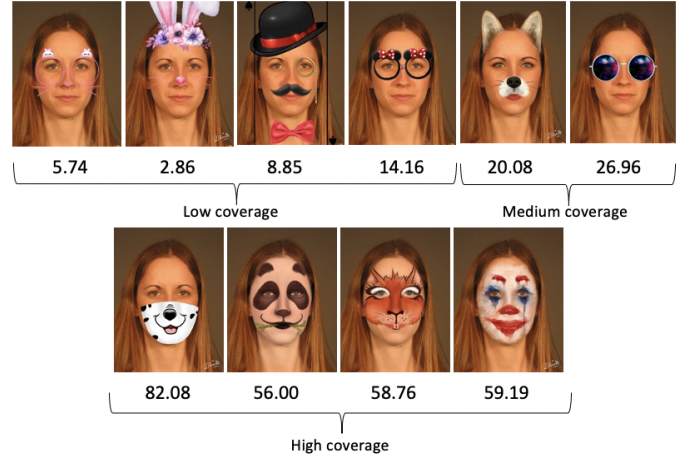 5.74 2.86 8.85 14.16 20.08 26.96
Low coverage Medium coverage
82.08 56.00 58.76 59.19
High coverage